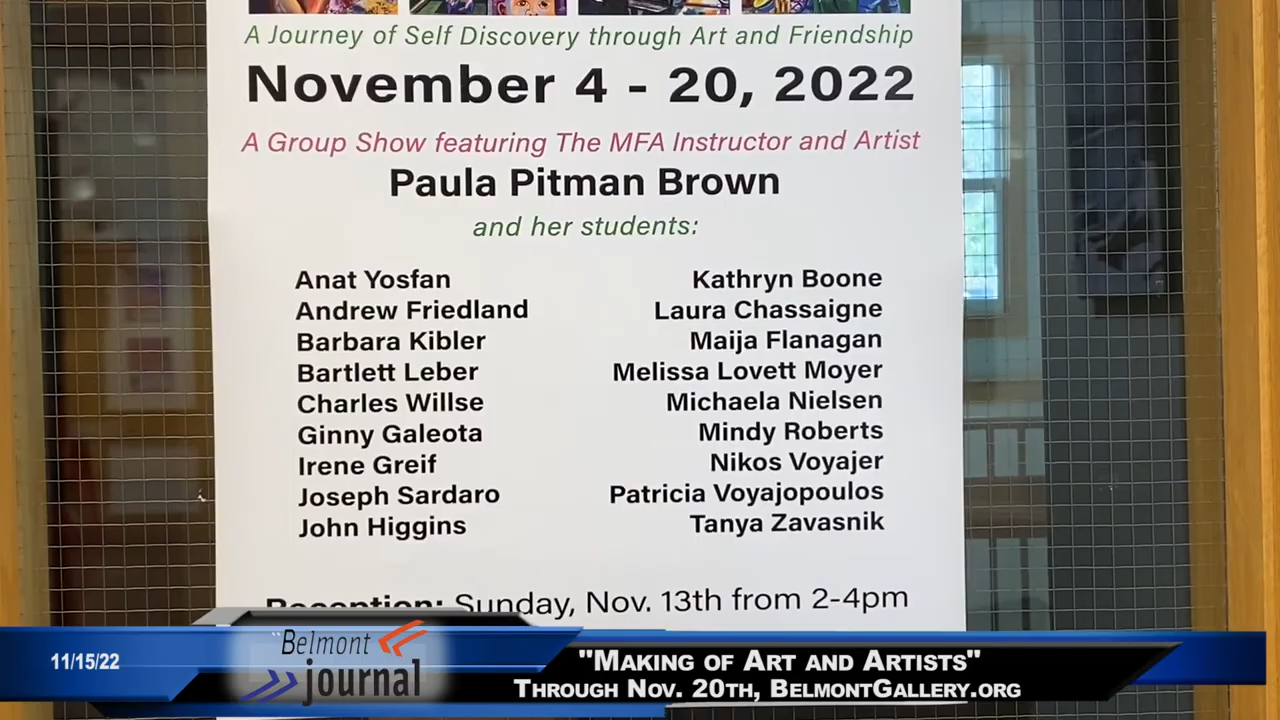 A Journey of Self Discovery through Art and Friendship
November 4 - 20, 2022
A Group Show featuring The MFA Instructor and Artist
Paula Pitman Brown
and her students:
Anat Yosfan
Andrew Friedland
Barbara Kibler
Bartlett Leber
Charles Willse
Ginny Galeota
Irene Greif
Joseph Sardaro
John Higgins
Kathryn Boone
Laura Chassaigne
Maija Flanagan
Melissa Lovett Moyer
Michaela Nielsen
Mindy Roberts
Nikos Voyajer
Patricia Voyajopoulos
Tanya Zavasnik
Reception: Sunday, Nov. 13th from 2-4pm
11/15/22
Belmont
journal
"Making of Art and Artists"
Through Nov. 20th, BelmontGallery.org